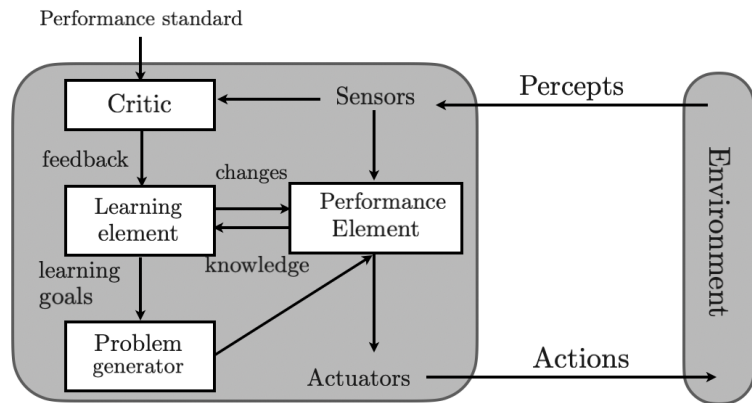 Performance standard
Critic
Sensors
Percepts
feedback
changes
Learning
element
Performance
Element
learning
goals
knowledge
Problem
generator
Actuators
Actions
Environment